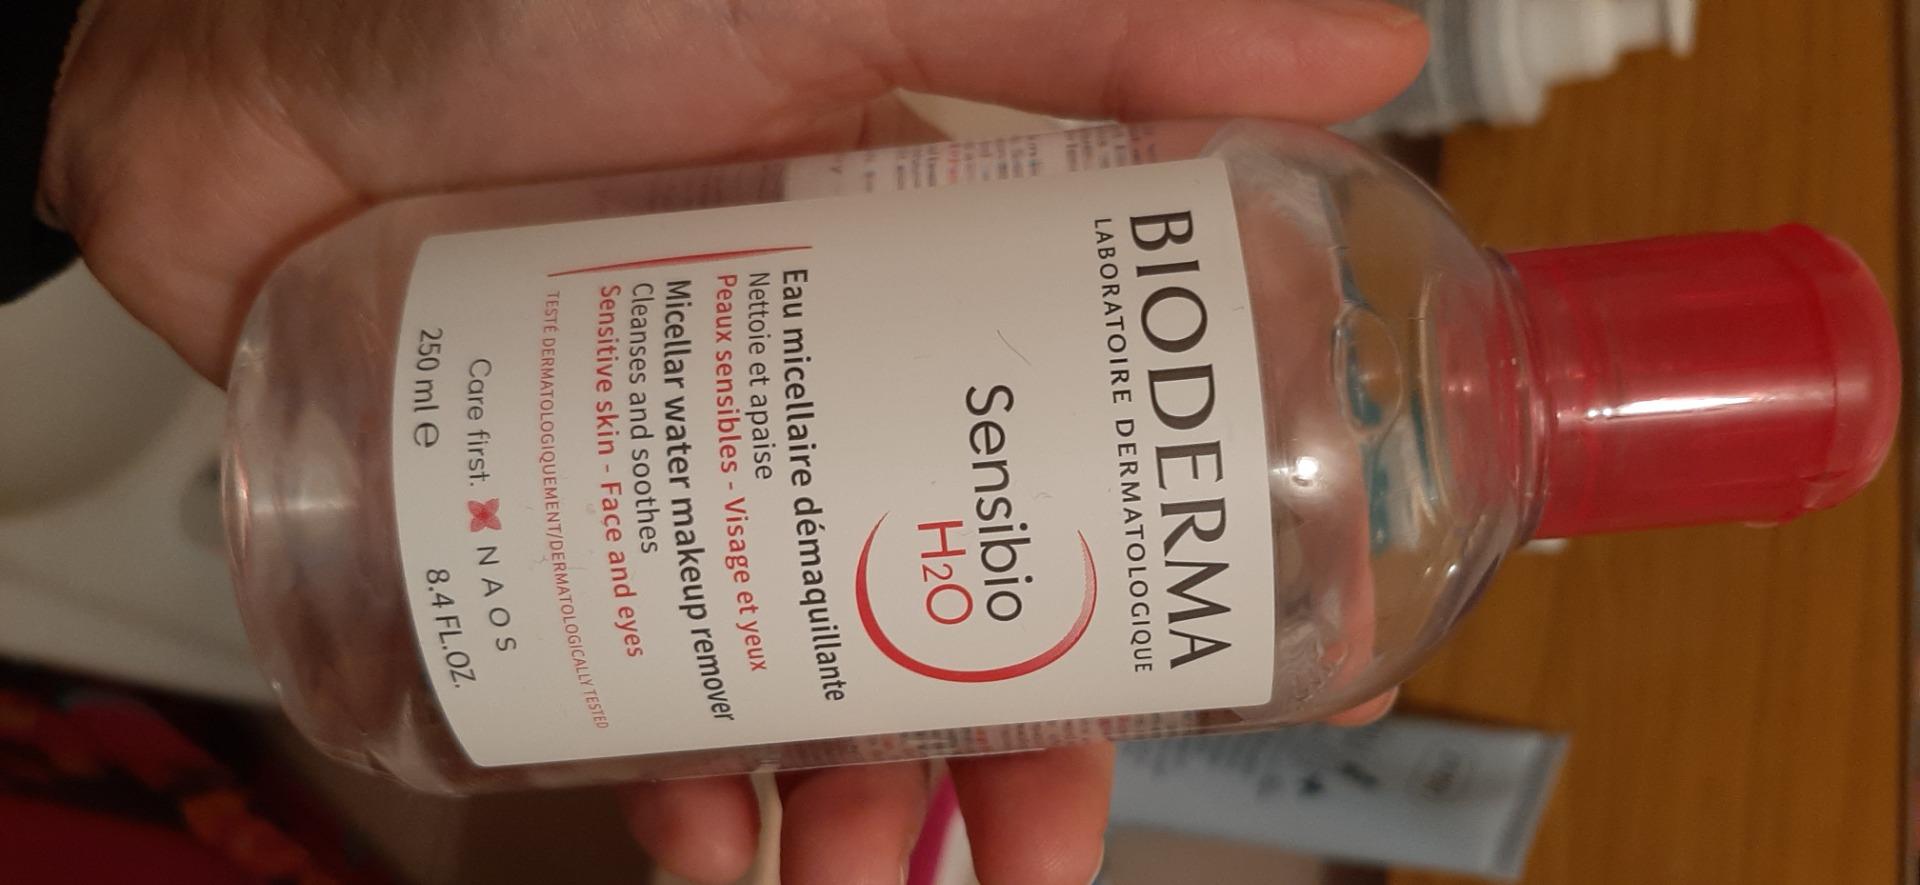 BIODERMA
LABORATOIRE DERMATOLOGIQUE
Sensibio
H2O
Eau micellaire démaquillante
Nettoie et apaise
Peaux sensibles - Visage et yeux
Micellar water makeup remover
Cleanses and soothes
Sensitive skin - Face and eyes
TESTÉ DERMATOLOGIQUEMENT/DERMATOLOGICALLY TESTED
Care first. NAOS
250 ml e 8.4 FL.OZ.